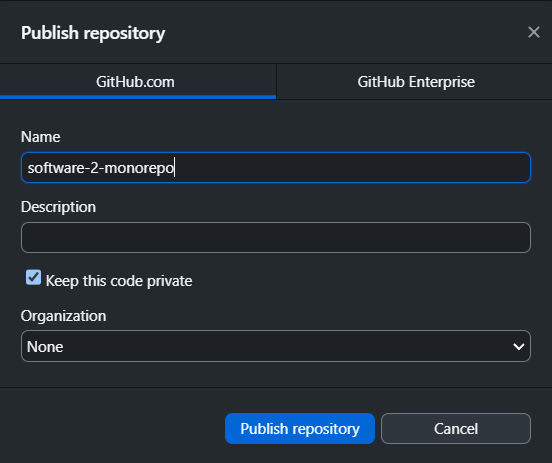 Publish repository
GitHub.com
GitHub Enterprise
Name
software-2-monorepo
Description
Keep this code private
Organization
None
Publish repository
Cancel